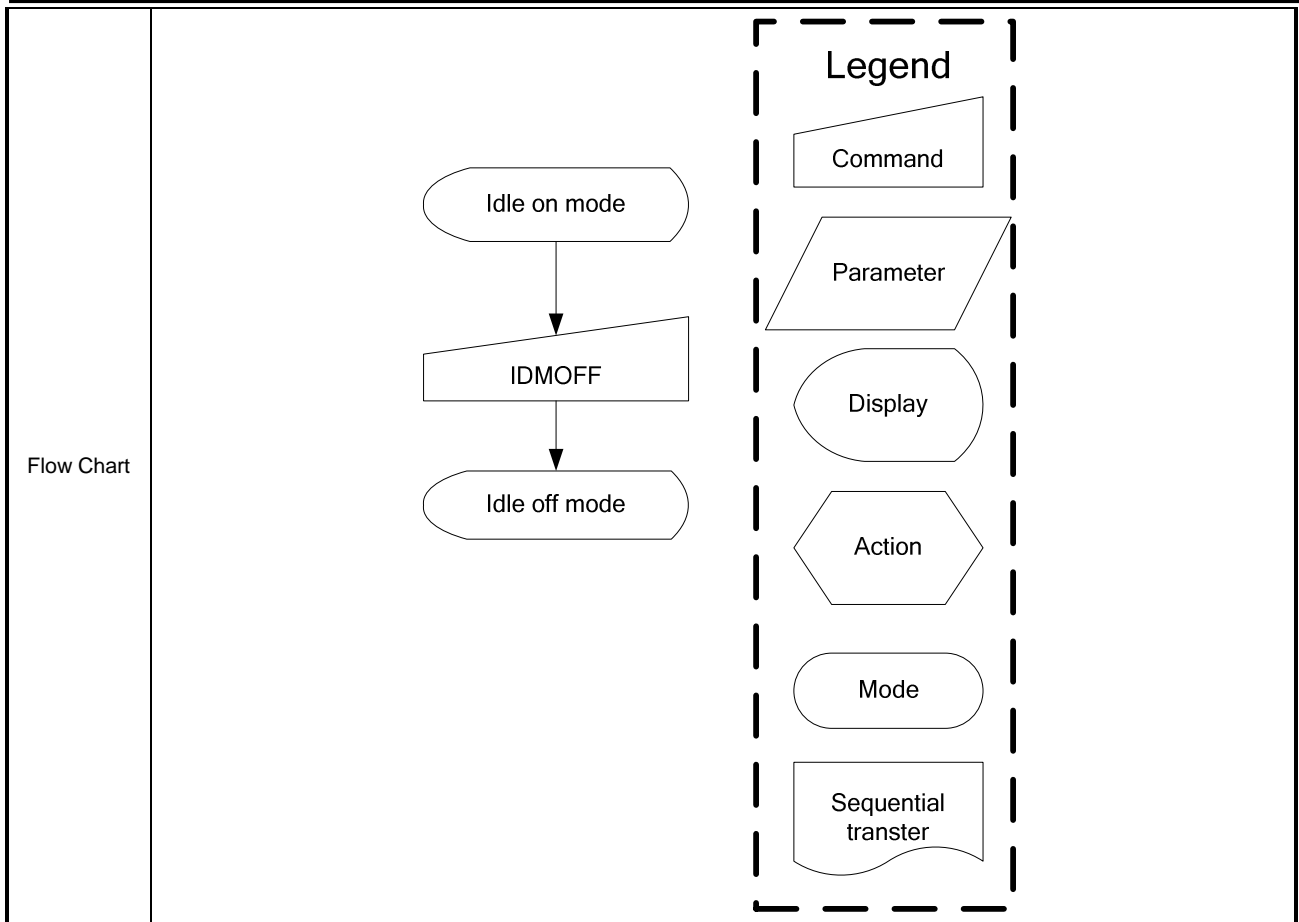 Flow Chart
Idle on mode
IDMOFF
Idle off mode
Legend
Command
Parameter
Display
Action
Mode
Sequential
transter